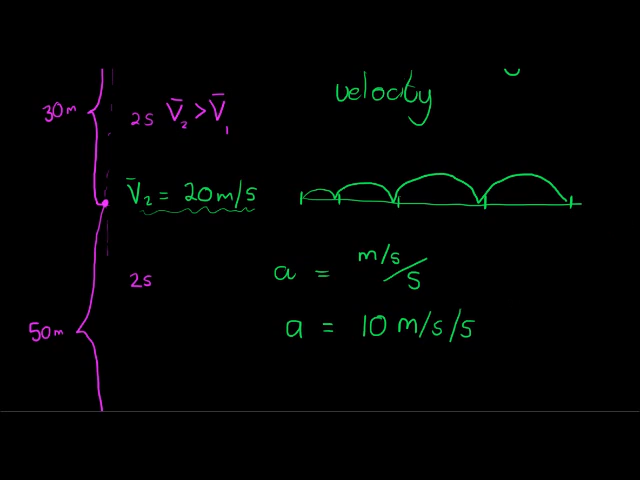 velocity
30m
2s V̄₂ > V̄₁
V̄₂ = 20m/s
a = m/s/s
2s
a = 10 m/s/s
50m